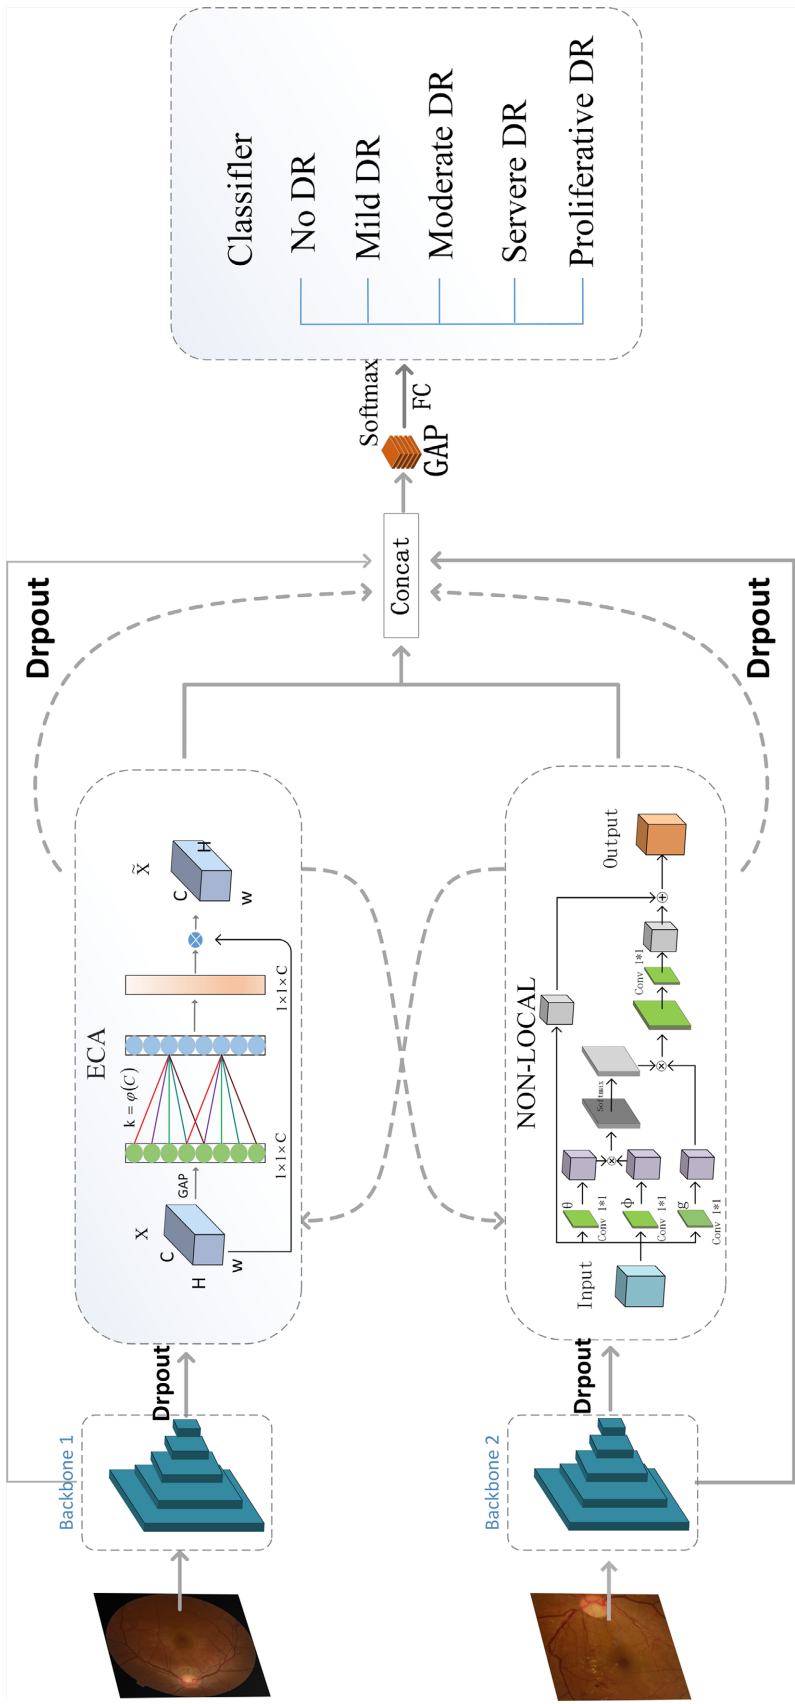 Backbone 1
Drpout
ECA
X
C
H
W
GAP
1×1×C
k = φ(C)
1×1×C
X̃
C
H
W
Drpout
Backbone 2
Drpout
NON-LOCAL
Input
θ
Conv 1*1
Φ
Conv 1*1
g
Conv 1*1
Softmax
Conv 1*1
Output
Drpout
Concat
GAP
Softmax
FC
Classifler
No DR
Mild DR
Moderate DR
Servere DR
Proliferative DR